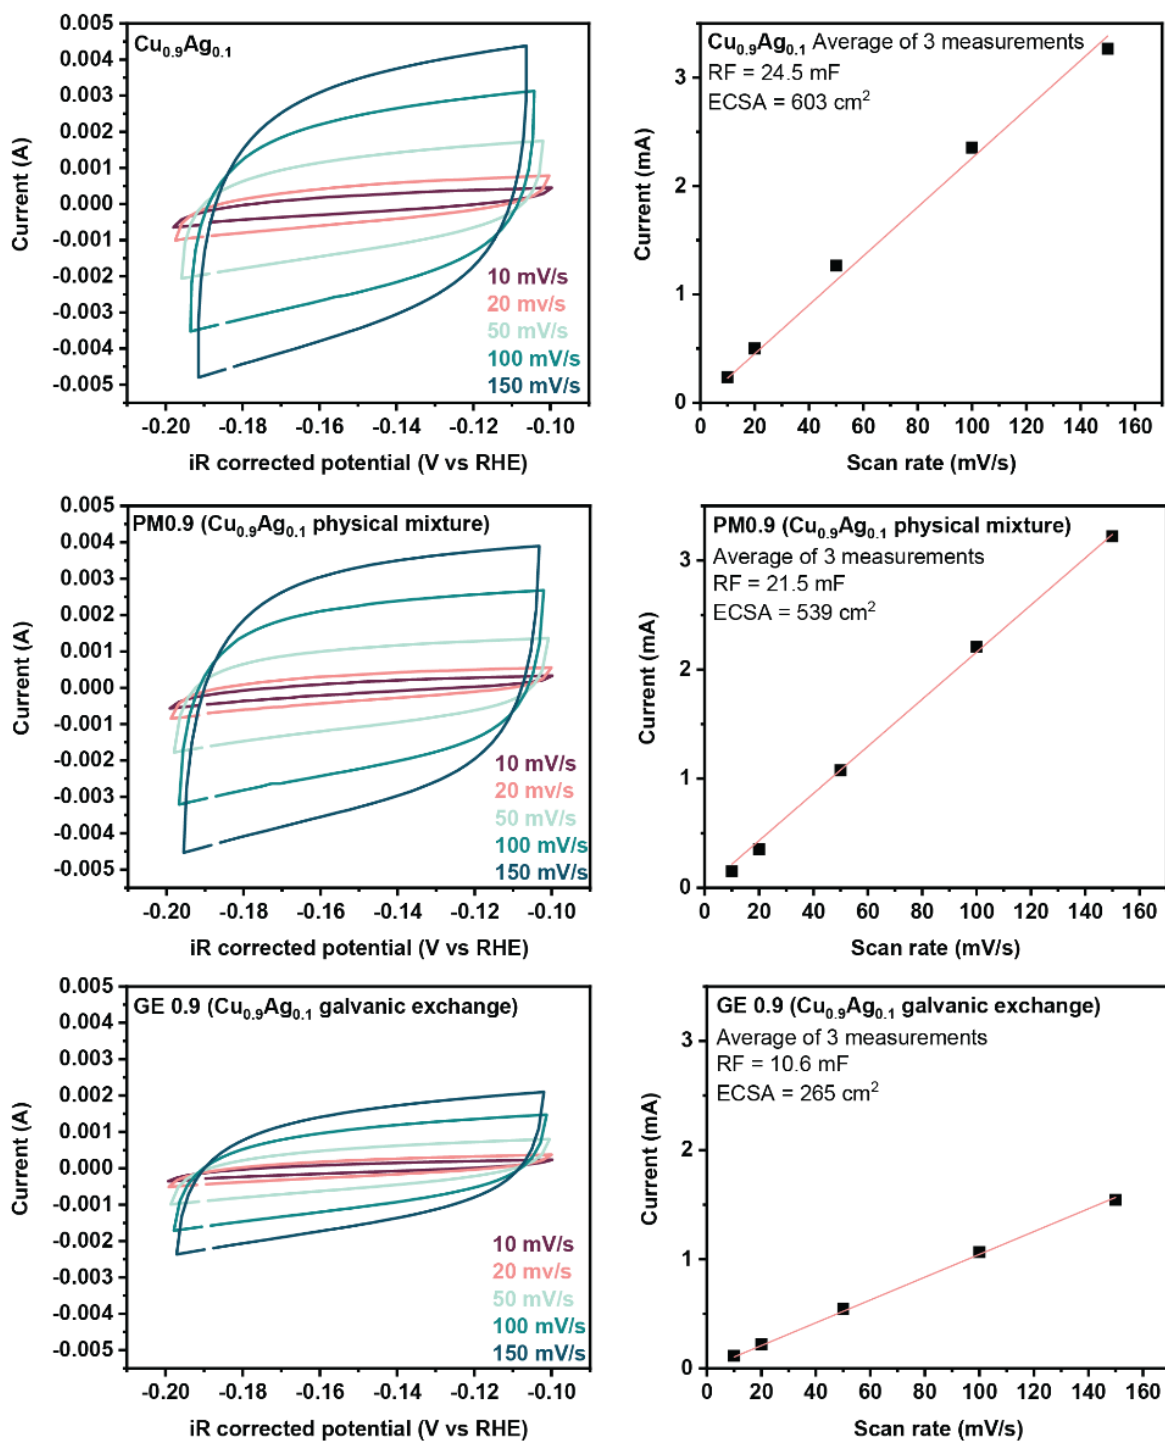 Cu0.9Ag0.1
0.005
0.004
0.003
0.002
0.001
0.000
-0.001
-0.002
-0.003
-0.004
-0.005
Current (A)
10 mV/s
20 mv/s
50 mV/s
100 mV/s
150 mV/s
-0.20 -0.18 -0.16 -0.14 -0.12 -0.10
iR corrected potential (V vs RHE)
Cu0.9Ag0.1 Average of 3 measurements
RF = 24.5 mF
ECSA = 603 cm2
3
2
1
0
Current (mA)
0 20 40 60 80 100 120 140 160
Scan rate (mV/s)
PM0.9 (Cu0.9Ag0.1 physical mixture)
0.005
0.004
0.003
0.002
0.001
0.000
-0.001
-0.002
-0.003
-0.004
-0.005
Current (A)
10 mV/s
20 mv/s
50 mV/s
100 mV/s
150 mV/s
-0.20 -0.18 -0.16 -0.14 -0.12 -0.10
iR corrected potential (V vs RHE)
PM0.9 (Cu0.9Ag0.1 physical mixture)
Average of 3 measurements
RF = 21.5 mF
ECSA = 539 cm2
3
2
1
0
Current (mA)
0 20 40 60 80 100 120 140 160
Scan rate (mV/s)
GE 0.9 (Cu0.9Ag0.1 galvanic exchange)
0.005
0.004
0.003
0.002
0.001
0.000
-0.001
-0.002
-0.003
-0.004
-0.005
Current (A)
10 mV/s
20 mv/s
50 mV/s
100 mV/s
150 mV/s
-0.20 -0.18 -0.16 -0.14 -0.12 -0.10
iR corrected potential (V vs RHE)
GE 0.9 (Cu0.9Ag0.1 galvanic exchange)
Average of 3 measurements
RF = 10.6 mF
ECSA = 265 cm2
3
2
1
0
Current (mA)
0 20 40 60 80 100 120 140 160
Scan rate (mV/s)